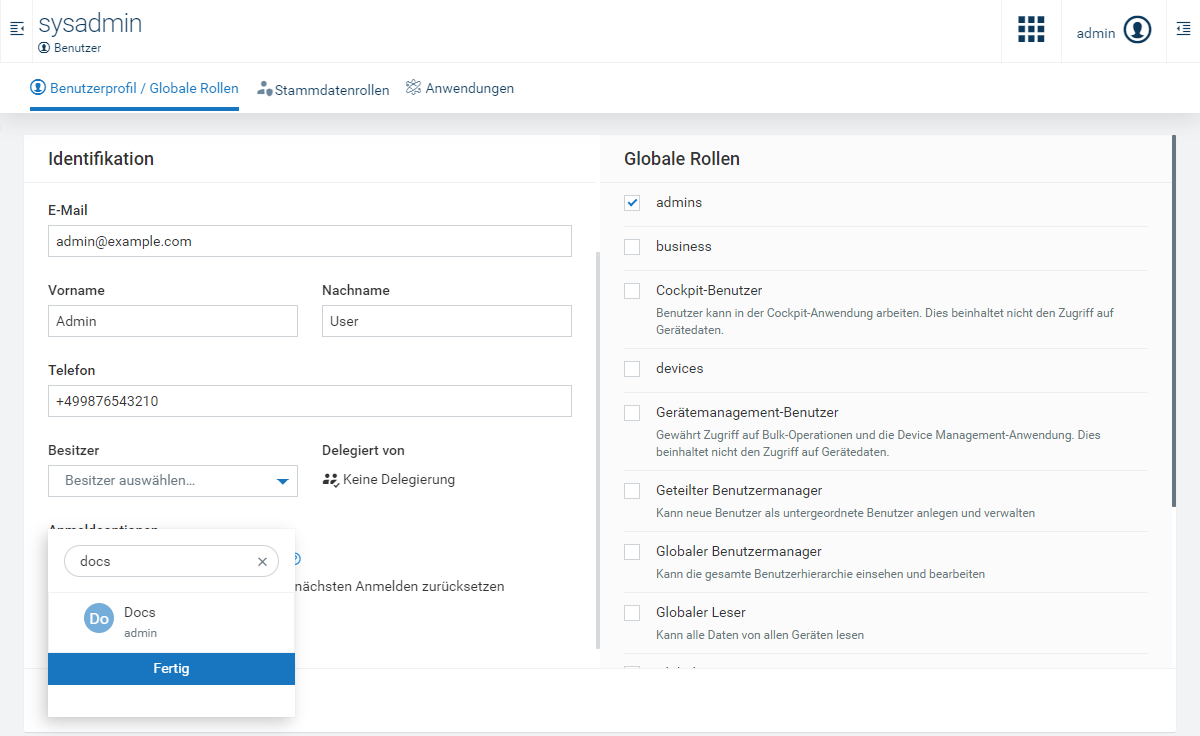 sysadmin
Benutzer
admin
Benutzerprofil / Globale Rollen
Stammdatenrollen
Anwendungen
Identifikation
E-Mail
admin@example.com
Vorname
Nachname
Admin
User
Telefon
+499876543210
Besitzer
Delegiert von
Besitzer auswählen...
Keine Delegierung
Anmeldeoptionen
docs
nächsten Anmelden zurücksetzen
Do
Docs
admin
Fertig
Globale Rollen
admins
business
Cockpit-Benutzer
Benutzer kann in der Cockpit-Anwendung arbeiten. Dies beinhaltet nicht den Zugriff auf
Gerätedaten.
devices
Gerätemanagement-Benutzer
Gewährt Zugriff auf Bulk-Operationen und die Device Management-Anwendung. Dies
beinhaltet nicht den Zugriff auf Gerätedaten.
Geteilter Benutzermanager
Kann neue Benutzer als untergeordnete Benutzer anlegen und verwalten
Globaler Benutzermanager
Kann die gesamte Benutzerhierarchie einsehen und bearbeiten
Globaler Leser
Kann alle Daten von allen Geräten lesen